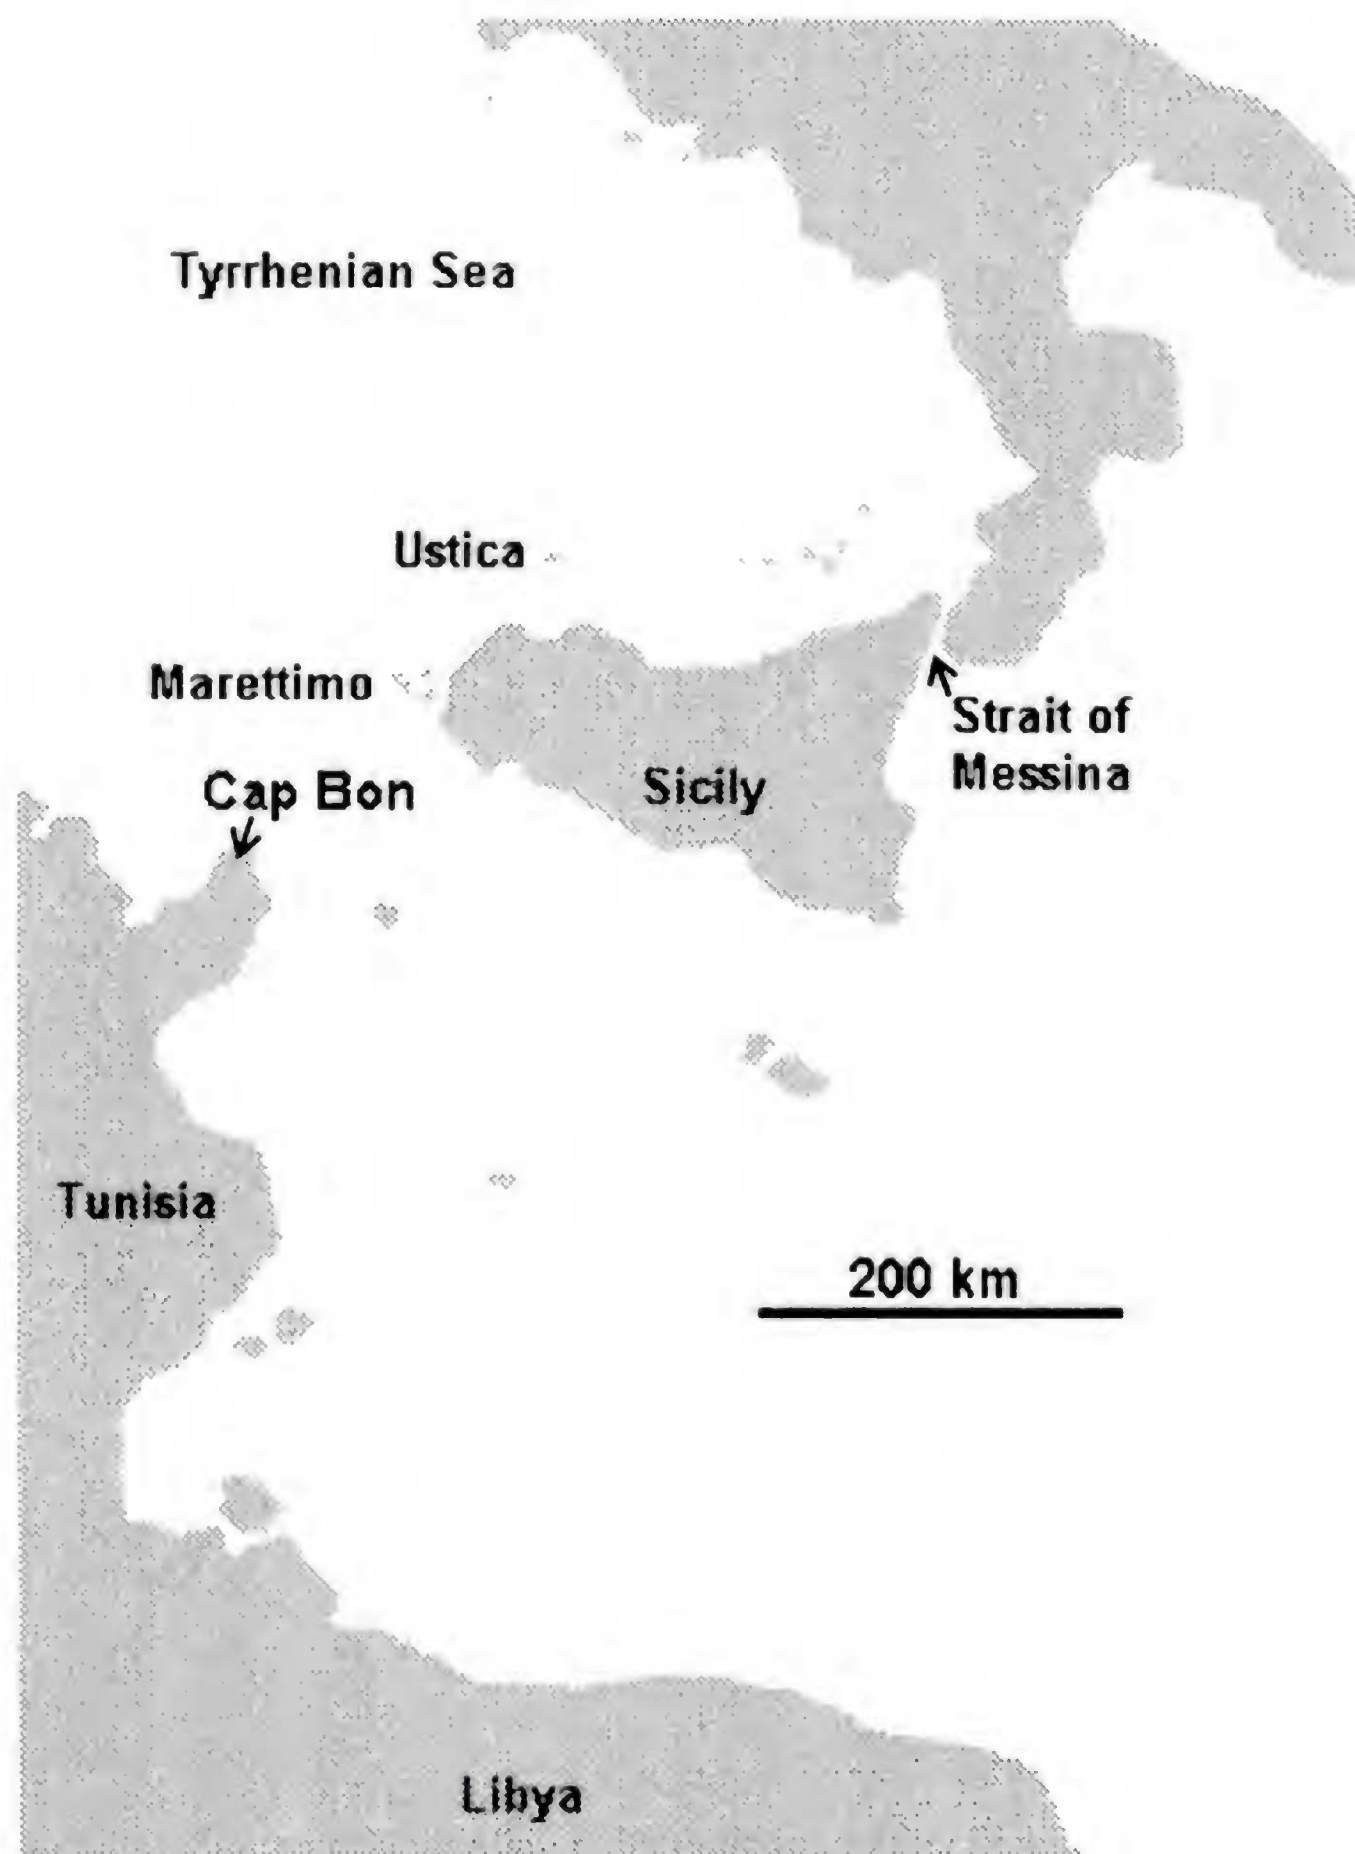 Tyrrhenian Sea
Ustica
Marettimo
Strait of
Messina
Sicily
Cap Bon
Tunisia
200 km
Libya